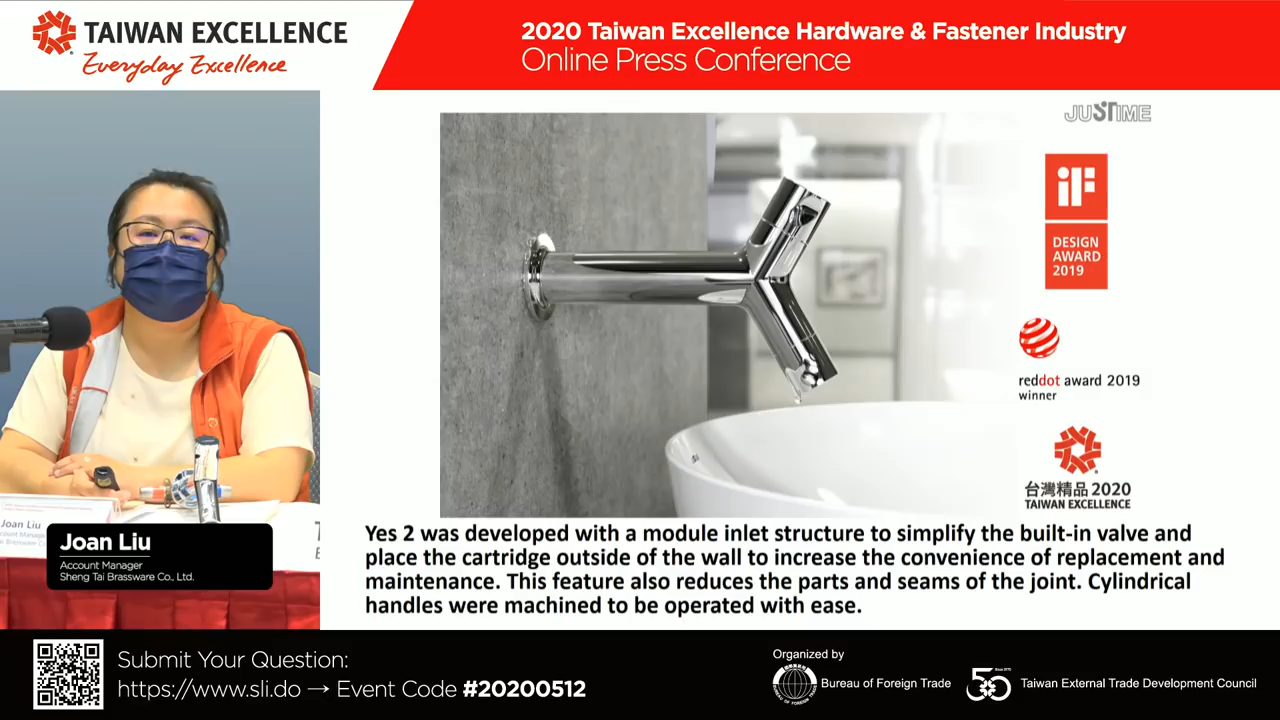 TAIWAN EXCELLENCE
Everyday Excellence
2020 Taiwan Excellence Hardware & Fastener Industry
Online Press Conference
JUSTIME
iF
DESIGN
AWARD
2019
reddot award 2019
winner
台灣精品 2020
TAIWAN EXCELLENCE
Joan Liu
Joan Liu
Account Manager
Sheng Tai Brassware Co., Ltd.
Yes 2 was developed with a module inlet structure to simplify the built-in valve and
place the cartridge outside of the wall to increase the convenience of replacement and
maintenance. This feature also reduces the parts and seams of the joint. Cylindrical
handles were machined to be operated with ease.
Submit Your Question:
https://www.sli.do → Event Code #20200512
Organized by
Bureau of Foreign Trade
50
Taiwan External Trade Development Council